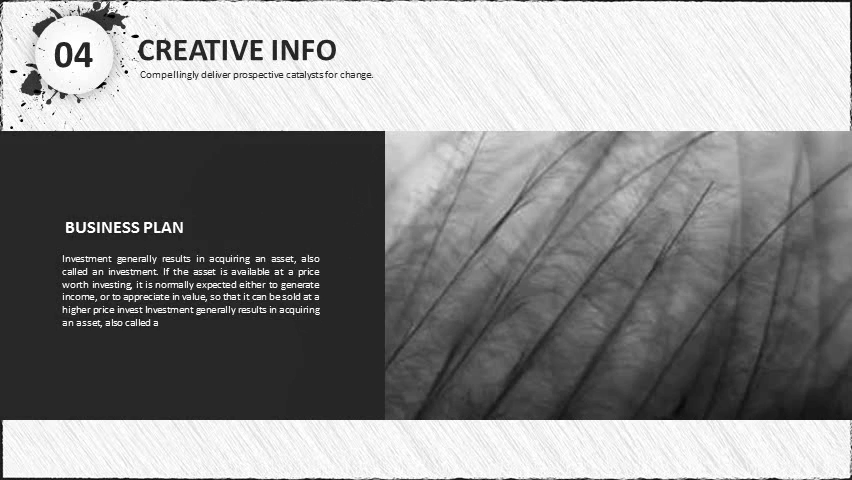 04
CREATIVE INFO
Compellingly deliver prospective catalysts for change.
BUSINESS PLAN
Investment generally results in acquiring an asset, also
called an investment. If the asset is available at a price
worth investing, it is normally expected either to generate
income, or to appreciate in value, so that it can be sold at a
higher price invest Investment generally results in acquiring
an asset, also called a